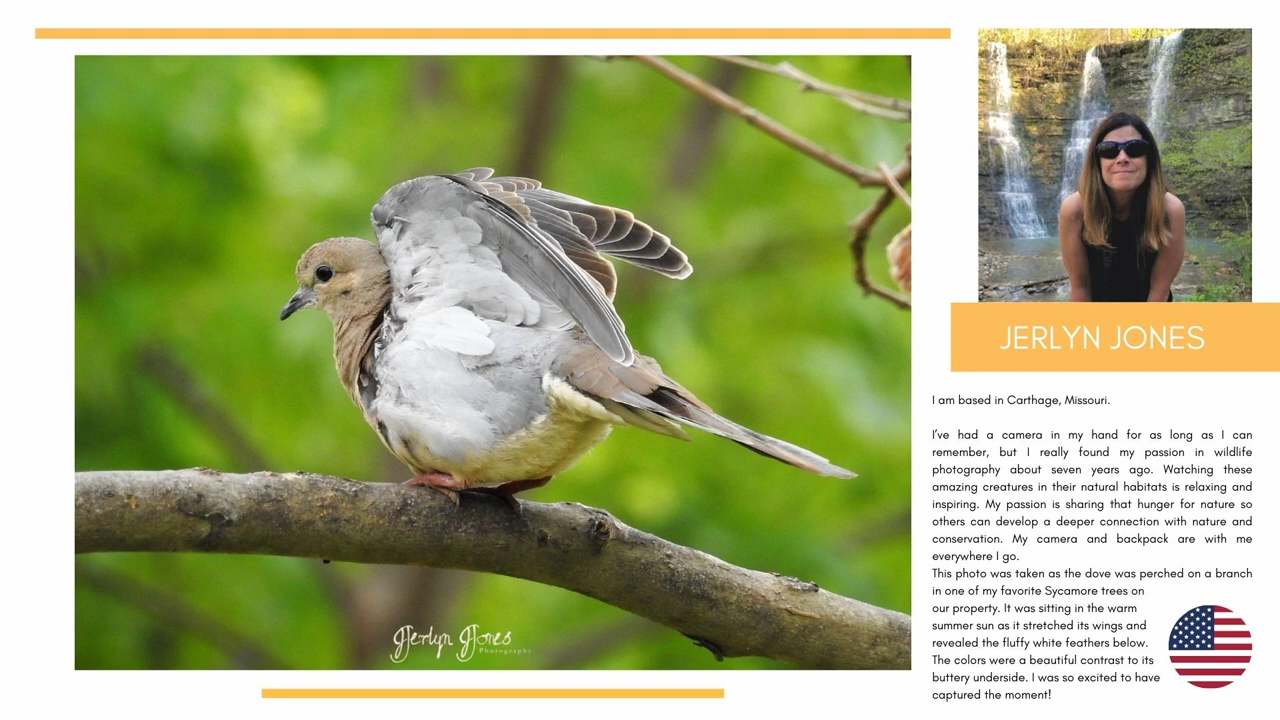 JERLYN JONES
I am based in Carthage, Missouri.
I've had a camera in my hand for as long as I can
remember, but I really found my passion in wildlife
photography about seven years ago. Watching these
amazing creatures in their natural habitats is relaxing and
inspiring. My passion is sharing that hunger for nature so
others can develop a deeper connection with nature and
conservation. My camera and backpack are with me
everywhere I go.
This photo was taken as the dove was perched on a branch
in one of my favorite Sycamore trees on
our property. It was sitting in the warm
summer sun as it stretched its wings and
revealed the fluffy white feathers below.
The colors were a beautiful contrast to its
buttery underside. I was so excited to have
captured the moment!
Jerlyn Jones
Photography